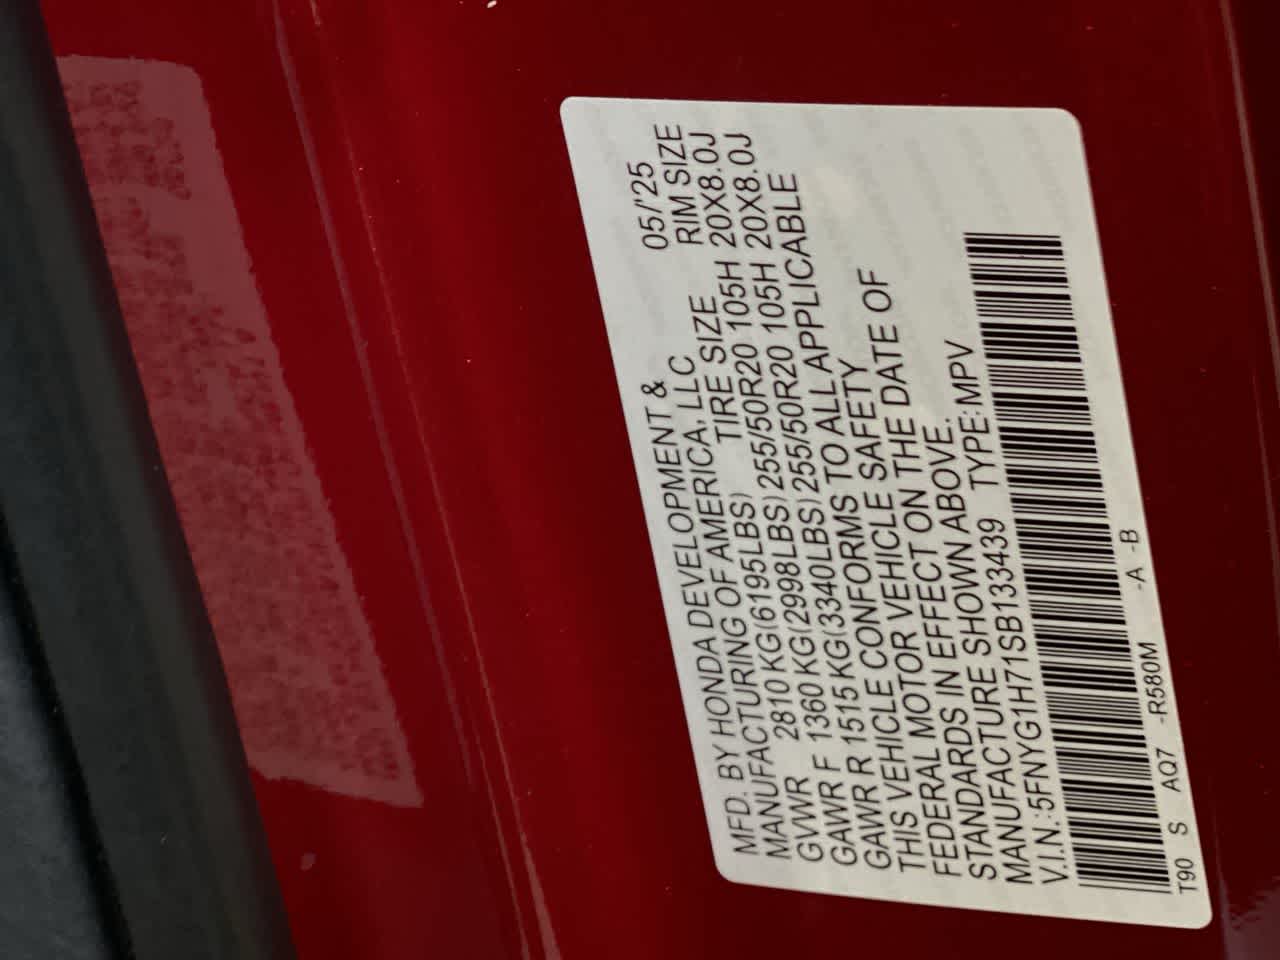 MFD. BY HONDA DEVELOPMENT & 05/'25
MANUFACTURING OF AMERICA, LLC RIM SIZE
GVWR 2810 KG(6195LBS) TIRE SIZE 20X8.0J
GAWR F 1360 KG(2998LBS) 255/50R20 105H 20X8.0J
GAWR R 1515 KG(3340LBS) 255/50R20 105H
THIS VEHICLE CONFORMS TO ALL APPLICABLE
FEDERAL MOTOR VEHICLE SAFETY
STANDARDS IN EFFECT ON THE DATE OF
MANUFACTURE SHOWN ABOVE.
V.I.N.:5FNYG1H71SB133439 TYPE:MPV
T90 S AQ7 -R580M -A -B